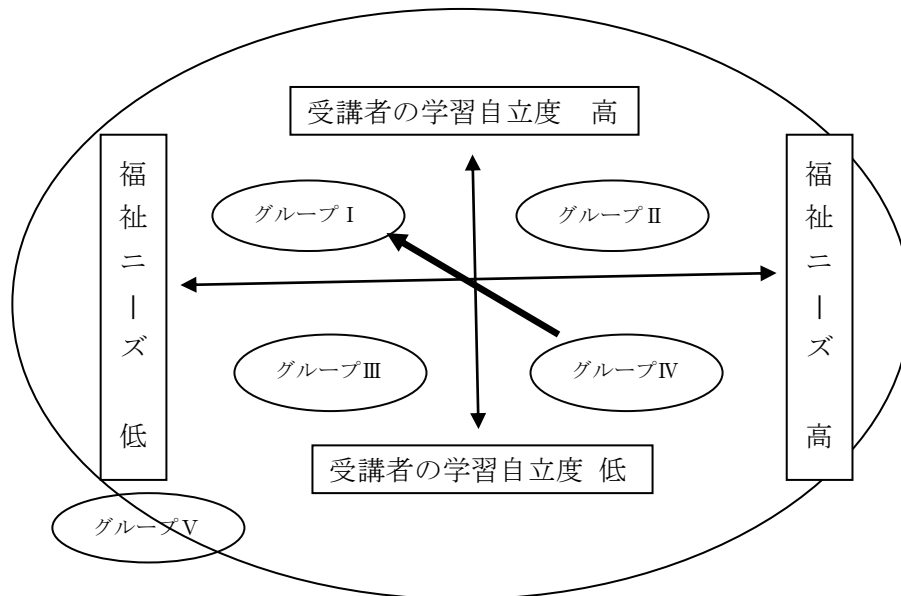 受講者の学習自立度　高
福祉ニーズ　低
福祉ニーズ　高
グループⅠ
グループⅡ
グループⅢ
グループⅣ
受講者の学習自立度 低
グループⅤ